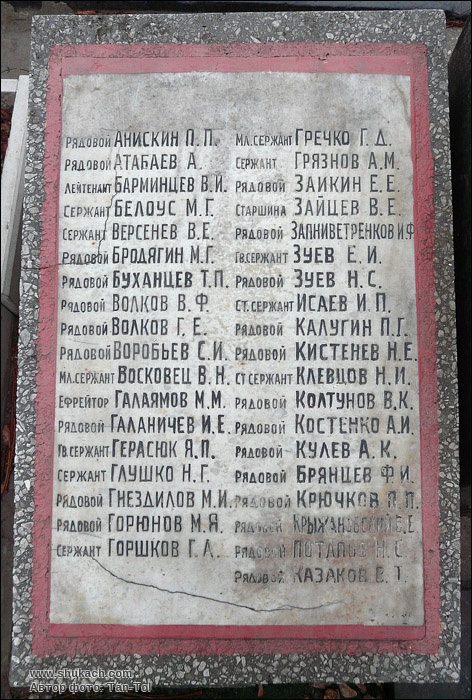 Рядовой Анискин П. П.
Рядовой Атабаев А.
Лейтенант Барминцев В.И.
Сержант Белоус М.Г.
Сержант Версенев В.Е.
Рядовой Бродягин М.Г.
Рядовой Буханцев Т.П.
Рядовой Волков В.Ф.
Рядовой Волков Г.Е.
Рядовой Воробьев С.И.
Мл.сержант Восковец В.Н.
Ефрейтор Галаямов М.М.
Рядовой Галаничев И.Е.
Гв.сержант Герасюк Я.П.
Сержант Глушко Н.Г.
Рядовой Гнездилов М.И.
Рядовой Горюнов М.Я.
Сержант Горшков Г.А.
Мл.сержант Гречко Г.Д.
Сержант Грязнов А.М.
Рядовой Заикин Е.Е.
Старшина Зайцев В.Е.
Рядовой Запниветренков И.Ф.
Гв.сержант Зуев Е.И.
Рядовой Зуев Н.С.
Ст.сержант Исаев И.П.
Рядовой Калугин П.Г.
Рядовой Кистенев Н.Е.
Ст сержант Клевцов Н.И.
Рядовой Колтунов В.К.
Рядовой Костенко А.И.
Рядовой Кулев А.К.
Рядовой Брянцев Ф.И.
Рядовой Крючков Я.П.
Рядовой Крыжановский Е.Е
Рядовой Потапов Н.С.
Рядовой Казаков В.Т.
www.shukach.com
Автор фото: Tan-Tol